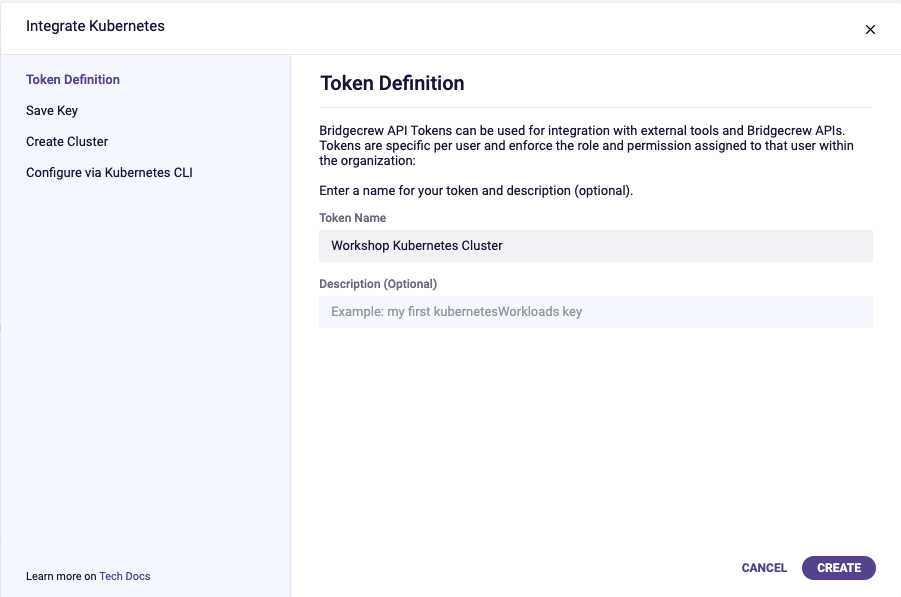 Integrate Kubernetes
Token Definition
Save Key
Create Cluster
Configure via Kubernetes CLI
Learn more on Tech Docs
Token Definition
Bridgecrew API Tokens can be used for integration with external tools and Bridgecrew APIs.
Tokens are specific per user and enforce the role and permission assigned to that user within
the organization:
Enter a name for your token and description (optional).
Token Name
Workshop Kubernetes Cluster
Description (Optional)
Example: my first kubernetesWorkloads key
CANCEL
CREATE